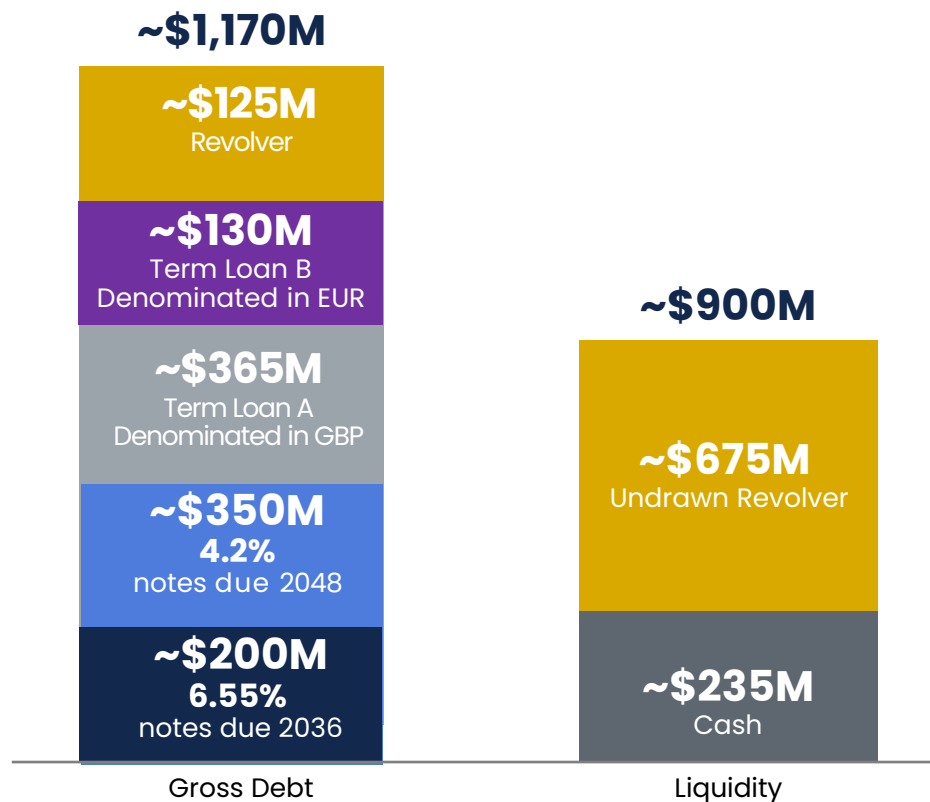 ~$1,170M
~$125M
Revolver
~$130M
Term Loan B
Denominated in EUR
~$365M
Term Loan A
Denominated in GBP
~$350M
4.2%
notes due 2048
~$200M
6.55%
notes due 2036
Gross Debt
~$900M
~$675M
Undrawn Revolver
~$235M
Cash
Liquidity